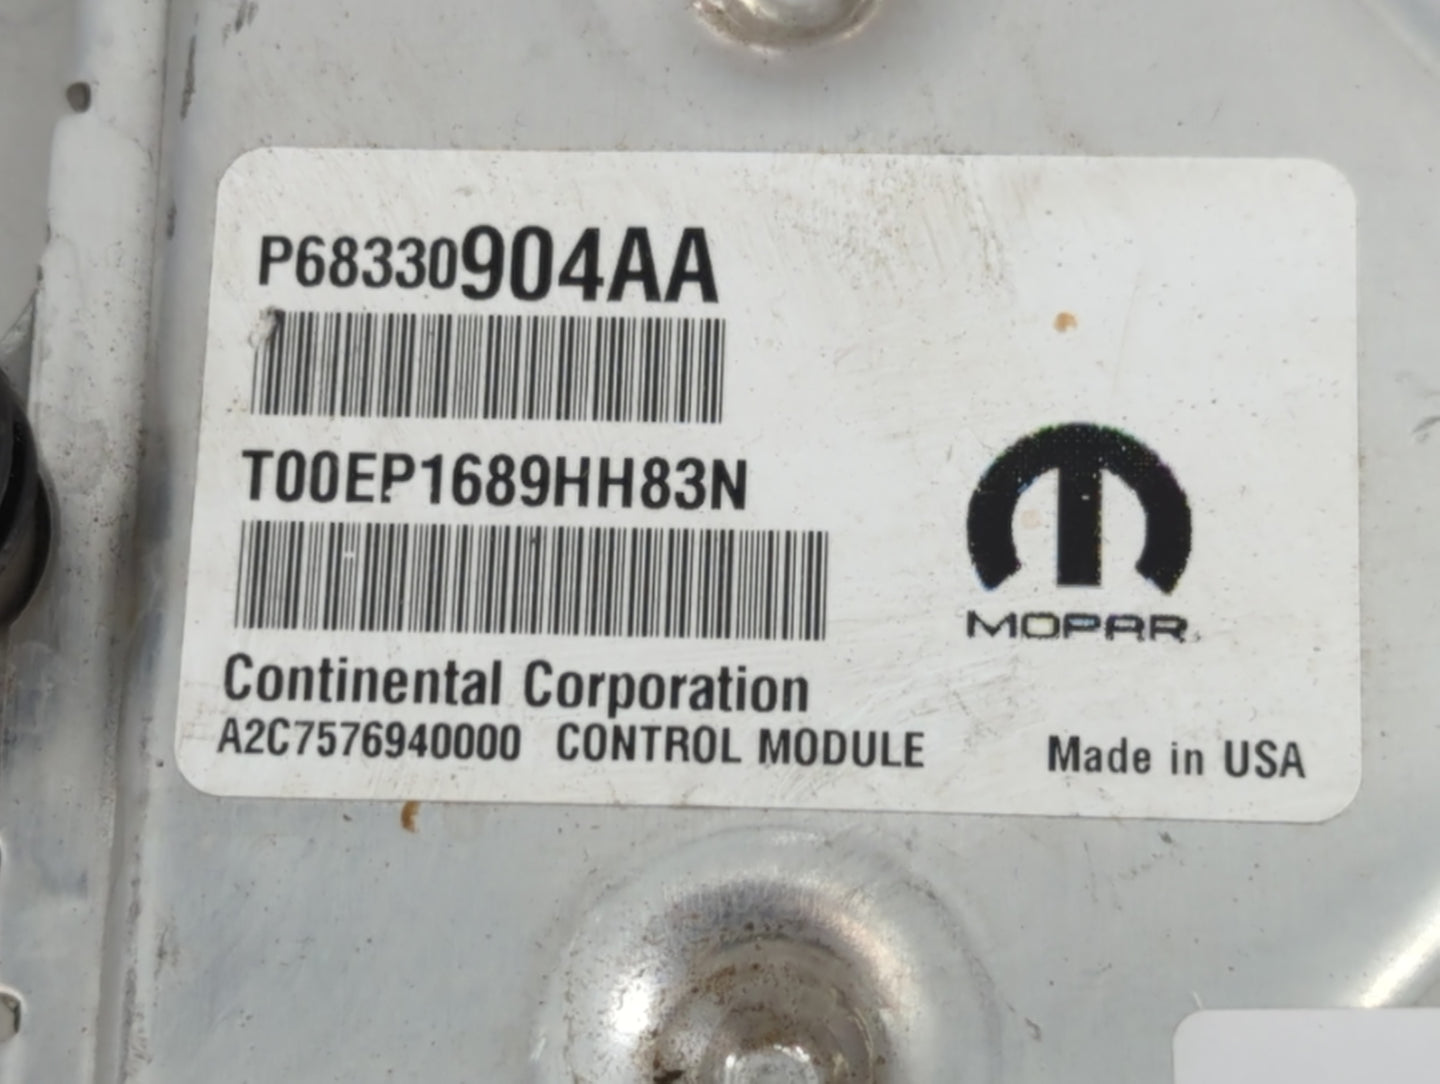 P68330904AA
T00EP1689HH83N
MOPAR
Continental Corporation
A2C7576940000 CONTROL MODULE Made in USA